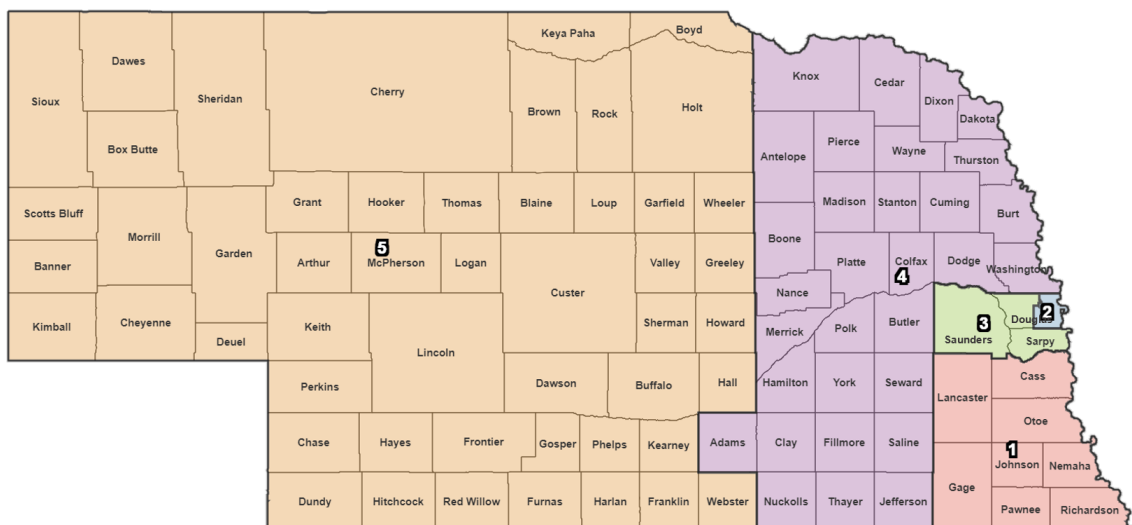 Keya Paha Boyd
Dawes Knox Cedar
Sioux Sheridan Cherry Brown Rock Holt Dixon
Dakota
Box Butte Antelope Pierce Wayne Thurston
Scotts Bluff Grant Hooker Thomas Blaine Loup Garfield Wheeler Madison Stanton Cuming Burt
Morrill Garden Boone
5 4
Banner Arthur McPherson Logan Valley Greeley Platte Colfax Dodge Washington
Custer Nance
Kimball Cheyenne Keith Sherman Howard Merrick Polk Butler 3 Douglas 2
Deuel Lincoln Saunders Sarpy
Perkins Dawson Buffalo Hall Hamilton York Seward Lancaster Cass
Otoe
Chase Hayes Frontier Gosper Phelps Kearney Adams Clay Fillmore Saline 1
Johnson Nemaha
Dundy Hitchcock Red Willow Furnas Harlan Franklin Webster Nuckolls Thayer Jefferson Gage Pawnee Richardson